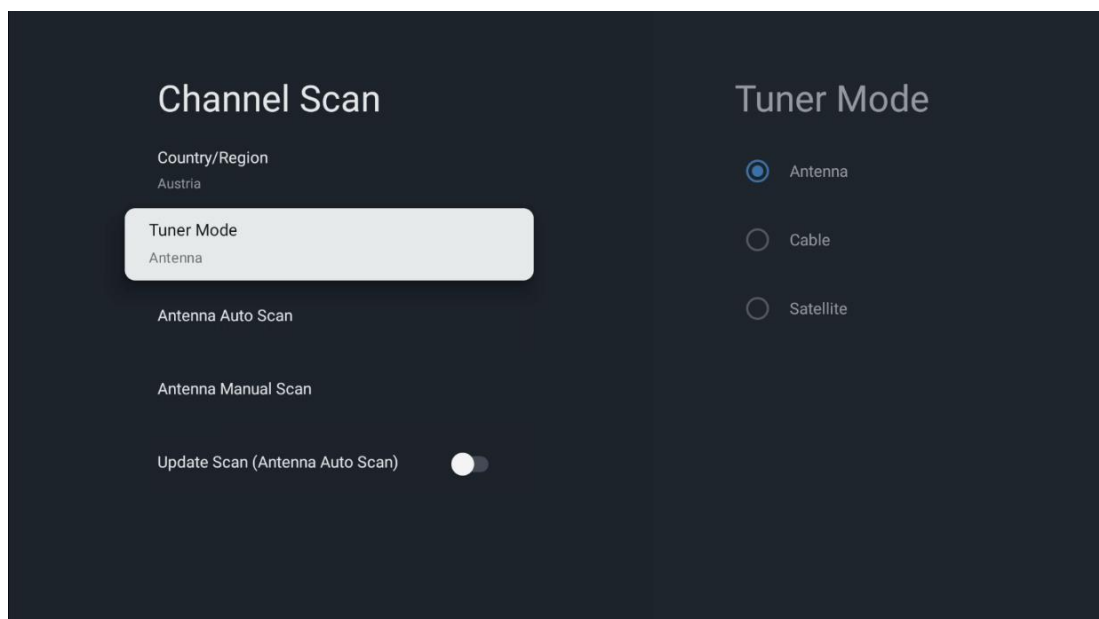 Channel Scan
Country/Region
Austria
Tuner Mode
Antenna
Antenna Auto Scan
Antenna Manual Scan
Update Scan (Antenna Auto Scan)
Tuner Mode
Antenna
Cable
Satellite